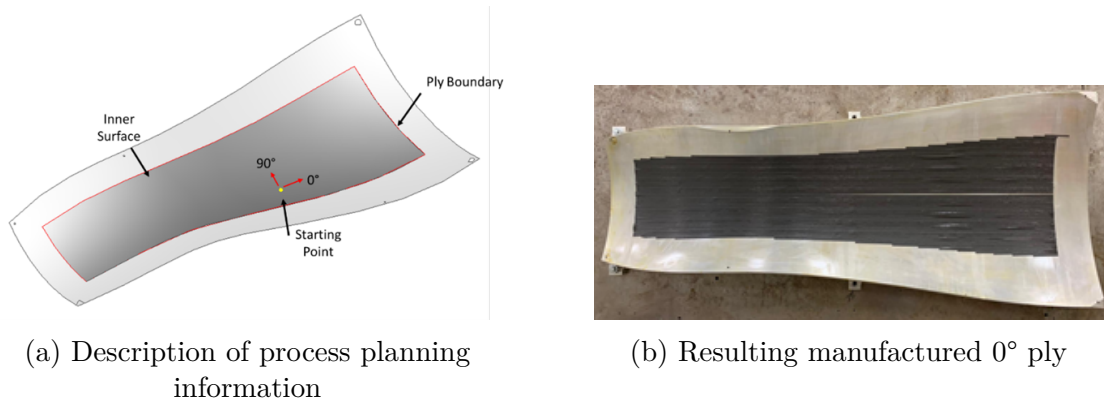 Inner
Surface
Ply Boundary
90°
0°
Starting
Point
(a) Description of process planning
information
(b) Resulting manufactured 0° ply